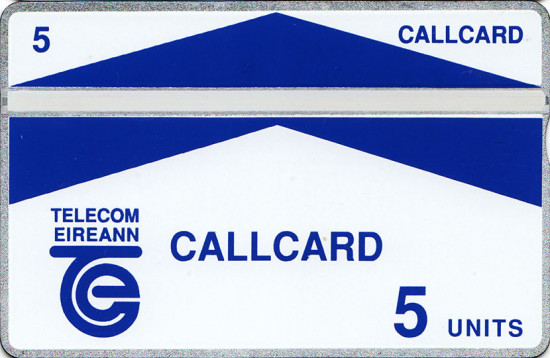 5 CALLCARD
TELECOM
EIREANN
CALLCARD
5 UNITS